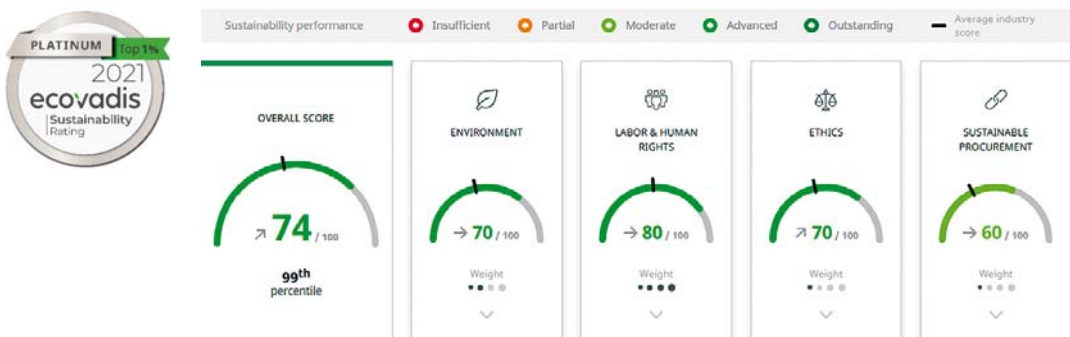 PLATINUM
Top 1%
2021
ecovadis
Sustainability
Rating
Sustainability performance
Insufficient
Partial
Moderate
Advanced
Outstanding
Average industry
score
OVERALL SCORE
74 / 100
99th
percentile
ENVIRONMENT
70 / 100
Weight
LABOR & HUMAN
RIGHTS
80 / 100
Weight
ETHICS
70 / 100
Weight
SUSTAINABLE
PROCUREMENT
60 / 100
Weight